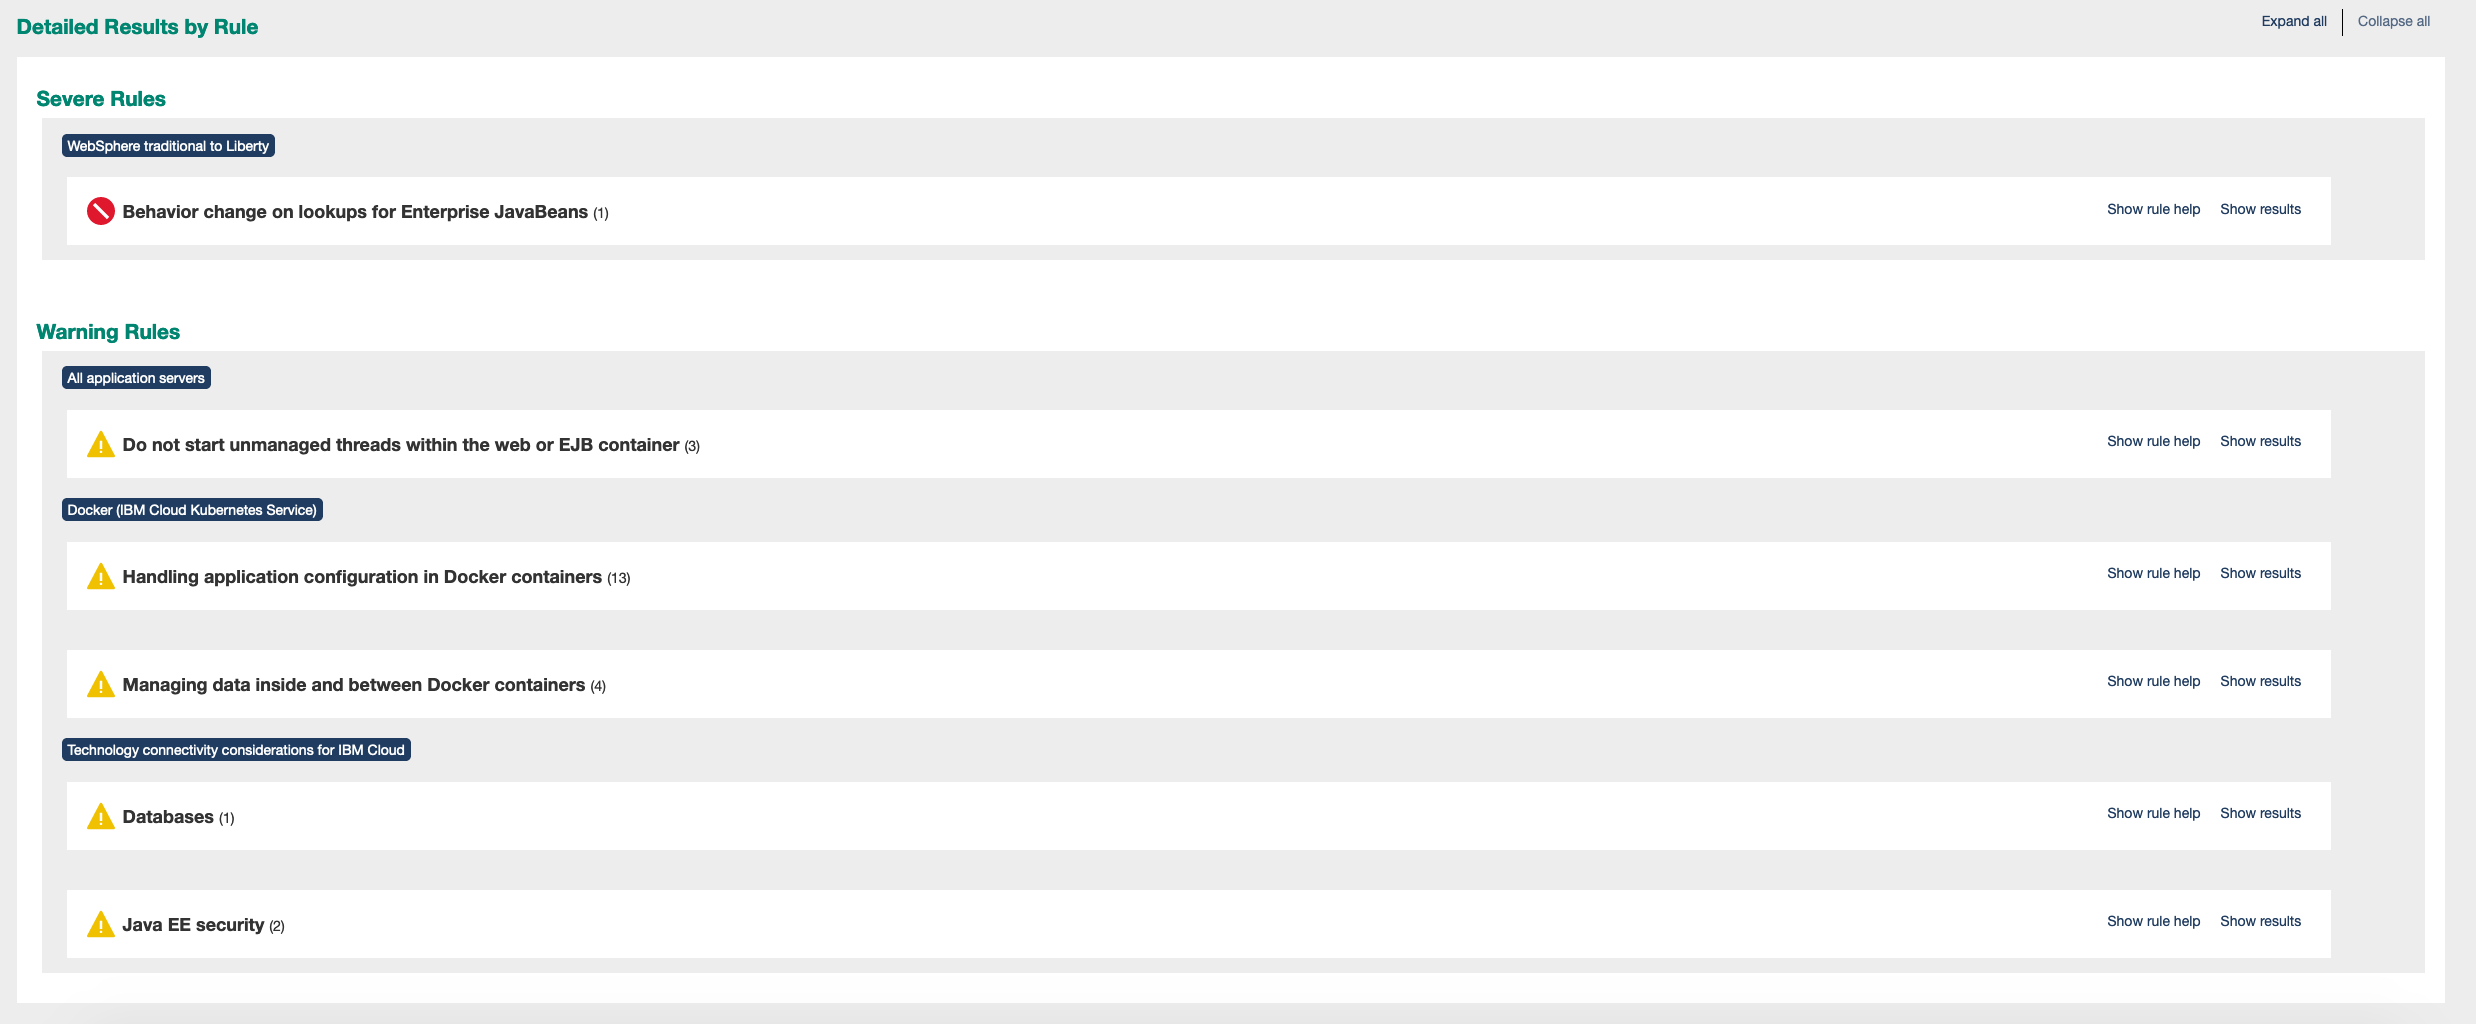 Detailed Results by Rule
Expand all
Collapse all
Severe Rules
WebSphere traditional to Liberty
Behavior change on lookups for Enterprise JavaBeans (1)
Show rule help Show results
Warning Rules
All application servers
Do not start unmanaged threads within the web or EJB container (3)
Show rule help Show results
Docker (IBM Cloud Kubernetes Service)
Handling application configuration in Docker containers (13)
Show rule help Show results
Managing data inside and between Docker containers (4)
Show rule help Show results
Technology connectivity considerations for IBM Cloud
Databases (1)
Show rule help Show results
Java EE security (2)
Show rule help Show results